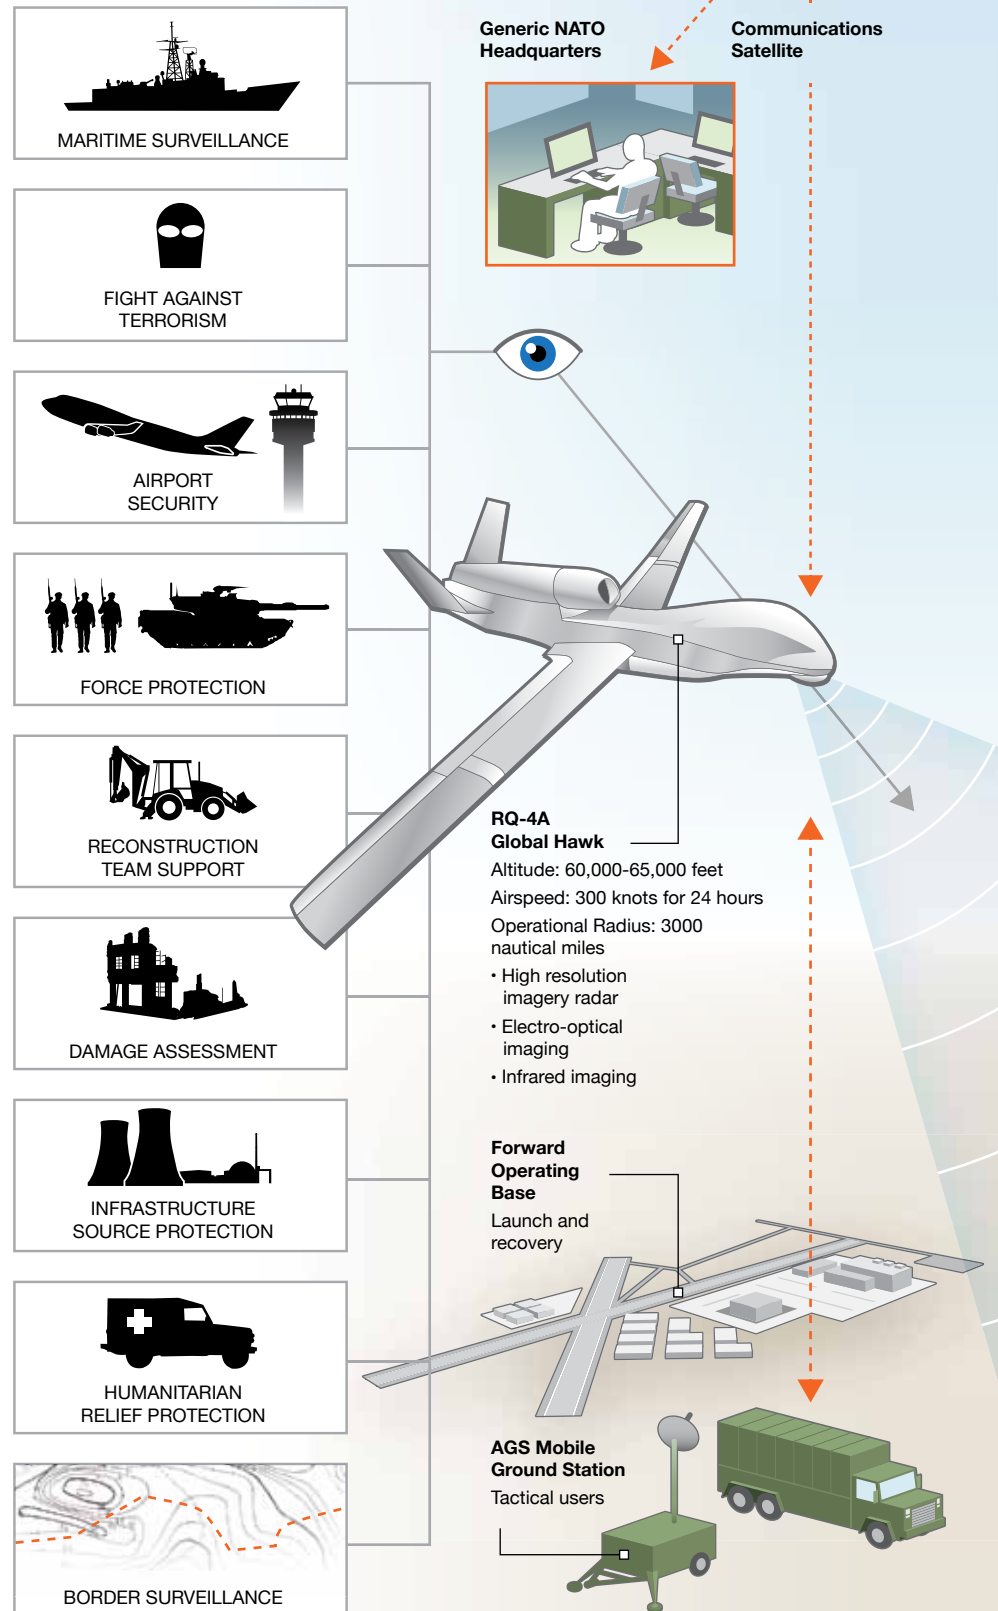 Generic NATO
Headquarters
Communications
Satellite
MARITIME SURVEILLANCE
FIGHT AGAINST
TERRORISM
AIRPORT
SECURITY
FORCE PROTECTION
RECONSTRUCTION
TEAM SUPPORT
DAMAGE ASSESSMENT
INFRASTRUCTURE
SOURCE PROTECTION
HUMANITARIAN
RELIEF PROTECTION
BORDER SURVEILLANCE
RQ-4A
Global Hawk
Altitude: 60,000-65,000 feet
Airspeed: 300 knots for 24 hours
Operational Radius: 3000
nautical miles
• High resolution
imagery radar
• Electro-optical
imaging
• Infrared imaging
Forward
Operating
Base
Launch and
recovery
AGS Mobile
Ground Station
Tactical users